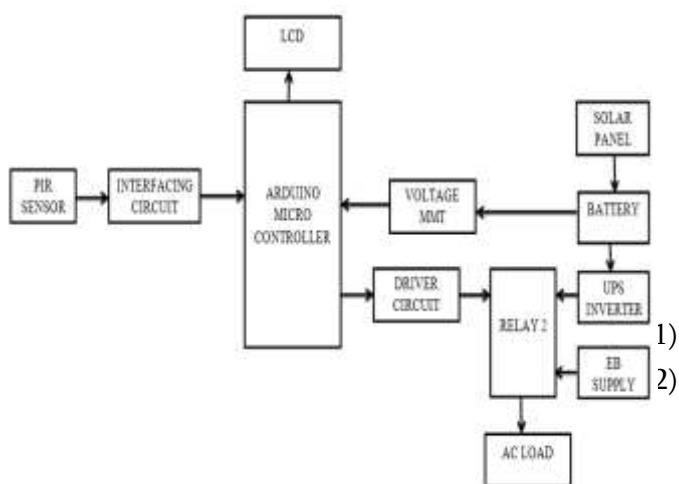 LCD
SOLAR
PANEL
PIR
SENSOR
INTERFACING
CIRCUIT
ARDUINO
MICRO
CONTROLLER
VOLTAGE
MMT
BATTERY
DRIVER
CIRCUIT
RELAY 2
UPS
INVERTER
1)
EB
SUPPLY
2)
AC LOAD